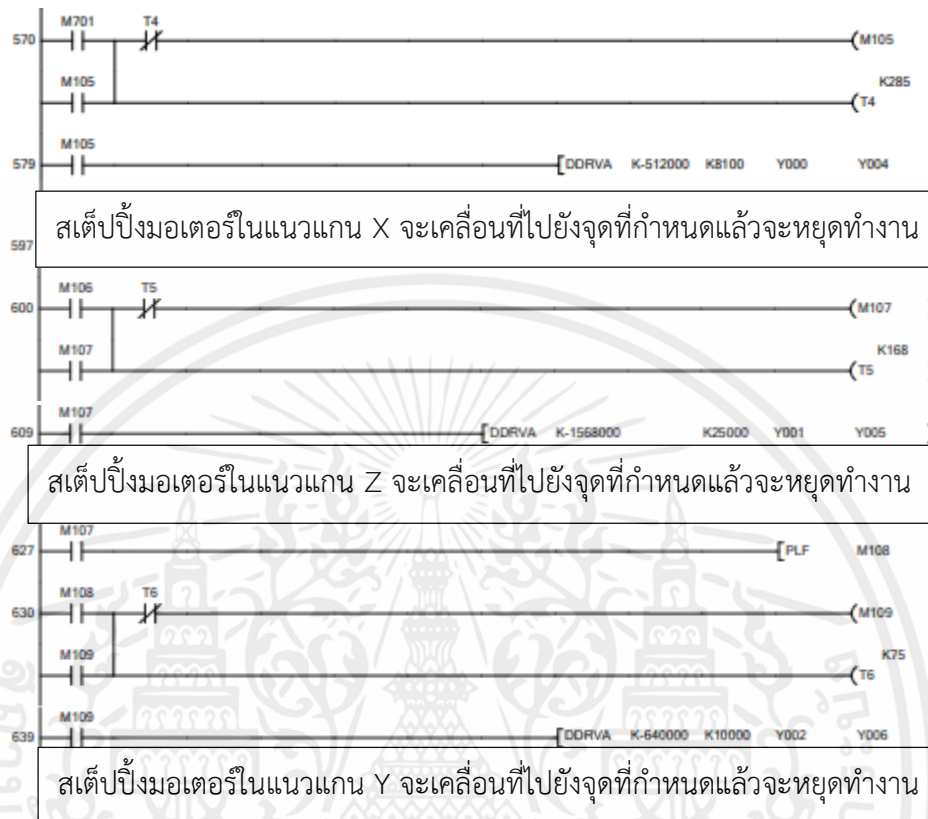 M701 T4
570 (M105
M105 K285
(T4
M105
579 [DDRVA K-512000 K8100 Y000 Y004
สเต็ปปิ้งมอเตอร์ในแนวแกน X จะเคลื่อนที่ไปยังจุดที่กำหนดแล้วจะหยุดทำงาน
597
M106 T5
600 (M107
M107 K168
(T5
M107
609 [DDRVA K-1568000 K25000 Y001 Y005
สเต็ปปิ้งมอเตอร์ในแนวแกน Z จะเคลื่อนที่ไปยังจุดที่กำหนดแล้วจะหยุดทำงาน
M107
627 [PLF M108
M108 T6
630 (M109
M109 K75
(T6
M109
639 [DDRVA K-640000 K10000 Y002 Y006
สเต็ปปิ้งมอเตอร์ในแนวแกน Y จะเคลื่อนที่ไปยังจุดที่กำหนดแล้วจะหยุดทำงาน